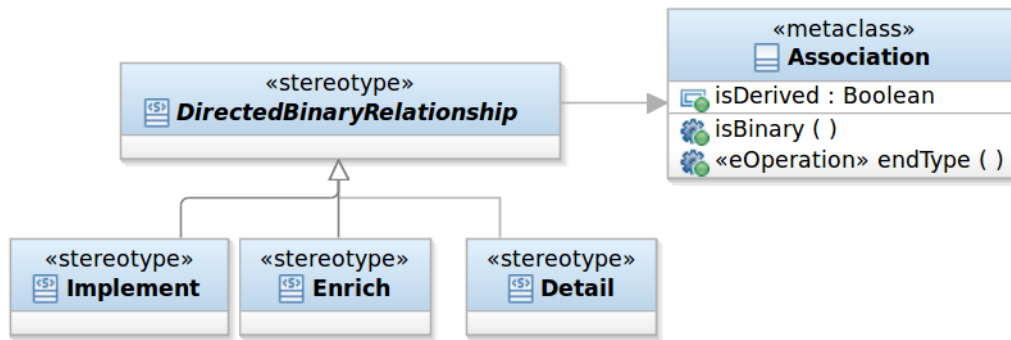 «metaclass»
Association
isDerived : Boolean
isBinary ( )
«eOperation» endType ( )
«stereotype»
DirectedBinaryRelationship
«stereotype»
Implement
«stereotype»
Enrich
«stereotype»
Detail